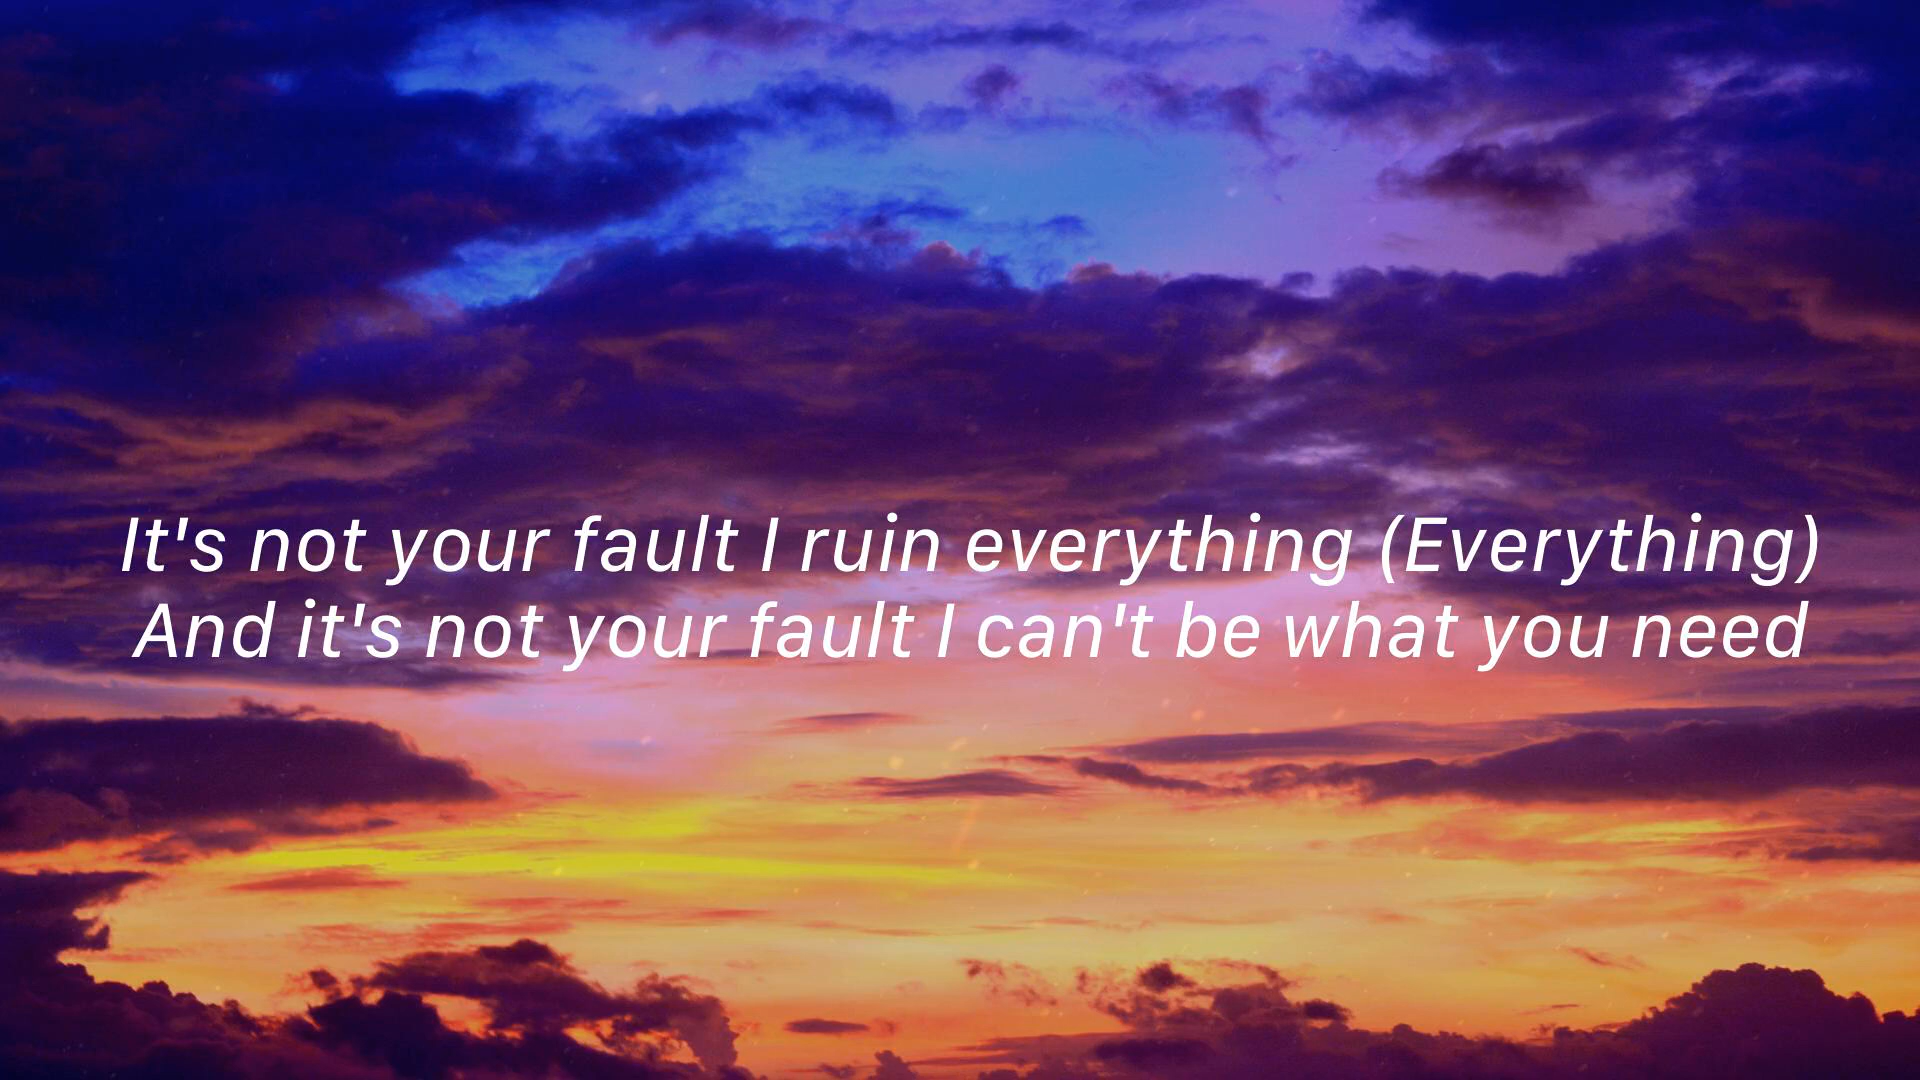 It's not your fault I ruin everything (Everything)
And it's not your fault I can't be what you need